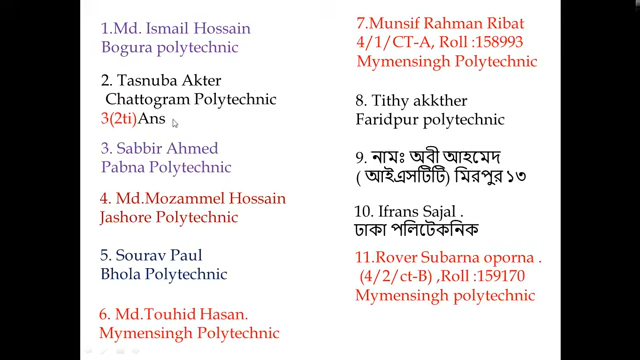 1.Md. Ismail Hossain
Bogura polytechnic
2. Tasnuba Akter
Chattogram Polytechnic
3(2ti)Ans
3. Sabbir Ahmed
Pabna Polytechnic
4. Md.Mozammel Hossain
Jashore Polytechnic
5. Sourav Paul
Bhola Polytechnic
6. Md.Touhid Hasan.
Mymensingh Polytechnic
7.Munsif Rahman Ribat
4/1/CT-A, Roll :158993
Mymensingh Polytechnic
8. Tithy akkther
Faridpur polytechnic
9. নামঃ অবী আহমেদ
( আইএসটিটি) মিরপুর ১৩
10. Ifrans Sajal .
ঢাকা পলিটেকনিক
11.Rover Subarna oporna .
(4/2/ct-B) ,Roll :159170
Mymensingh polytechnic